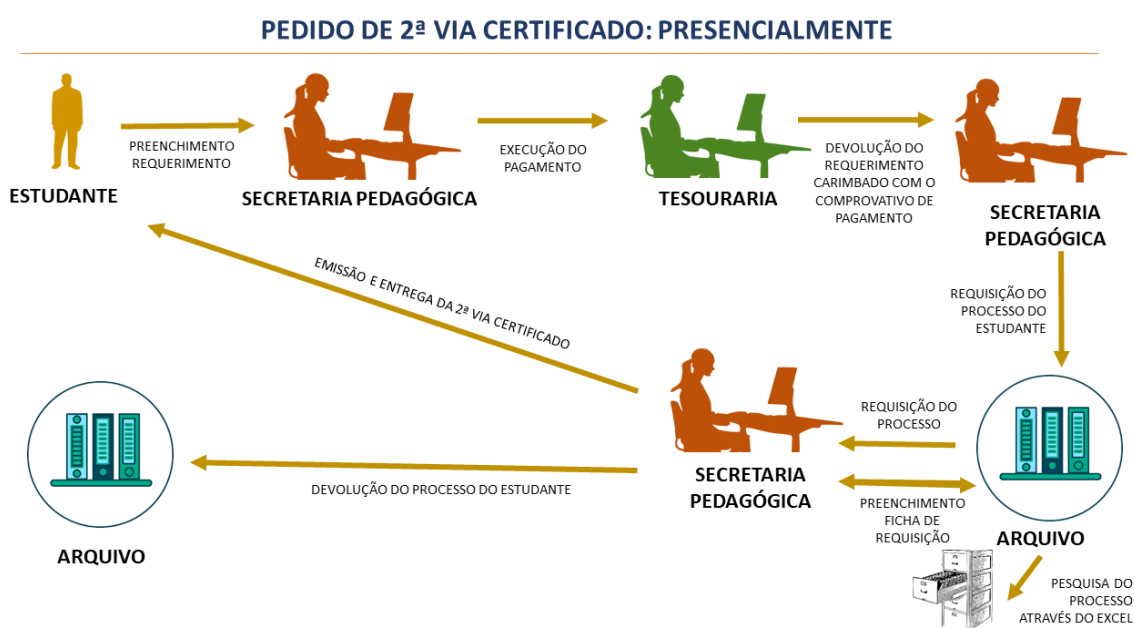 PEDIDO DE 2ª VIA CERTIFICADO: PRESENCIALMENTE
PREENCHIMENTO
REQUERIMENTO
EXECUÇÃO DO
PAGAMENTO
DEVOLUÇÃO DO
REQUERIMENTO
CARIMBADO COM O
COMPROVATIVO DE
PAGAMENTO
ESTUDANTE
SECRETARIA PEDAGÓGICA
TESOURARIA
SECRETARIA
PEDAGÓGICA
EMISSÃO E ENTREGA DA 2ª VIA CERTIFICADO
REQUISIÇÃO DO
PROCESSO DO
ESTUDANTE
REQUISIÇÃO DO
PROCESSO
SECRETARIA
PEDAGÓGICA
DEVOLUÇÃO DO PROCESSO DO ESTUDANTE
PREENCHIMENTO
FICHA DE
REQUISIÇÃO
ARQUIVO
ARQUIVO
PESQUISA DO
PROCESSO
ATRAVÉS DO EXCEL